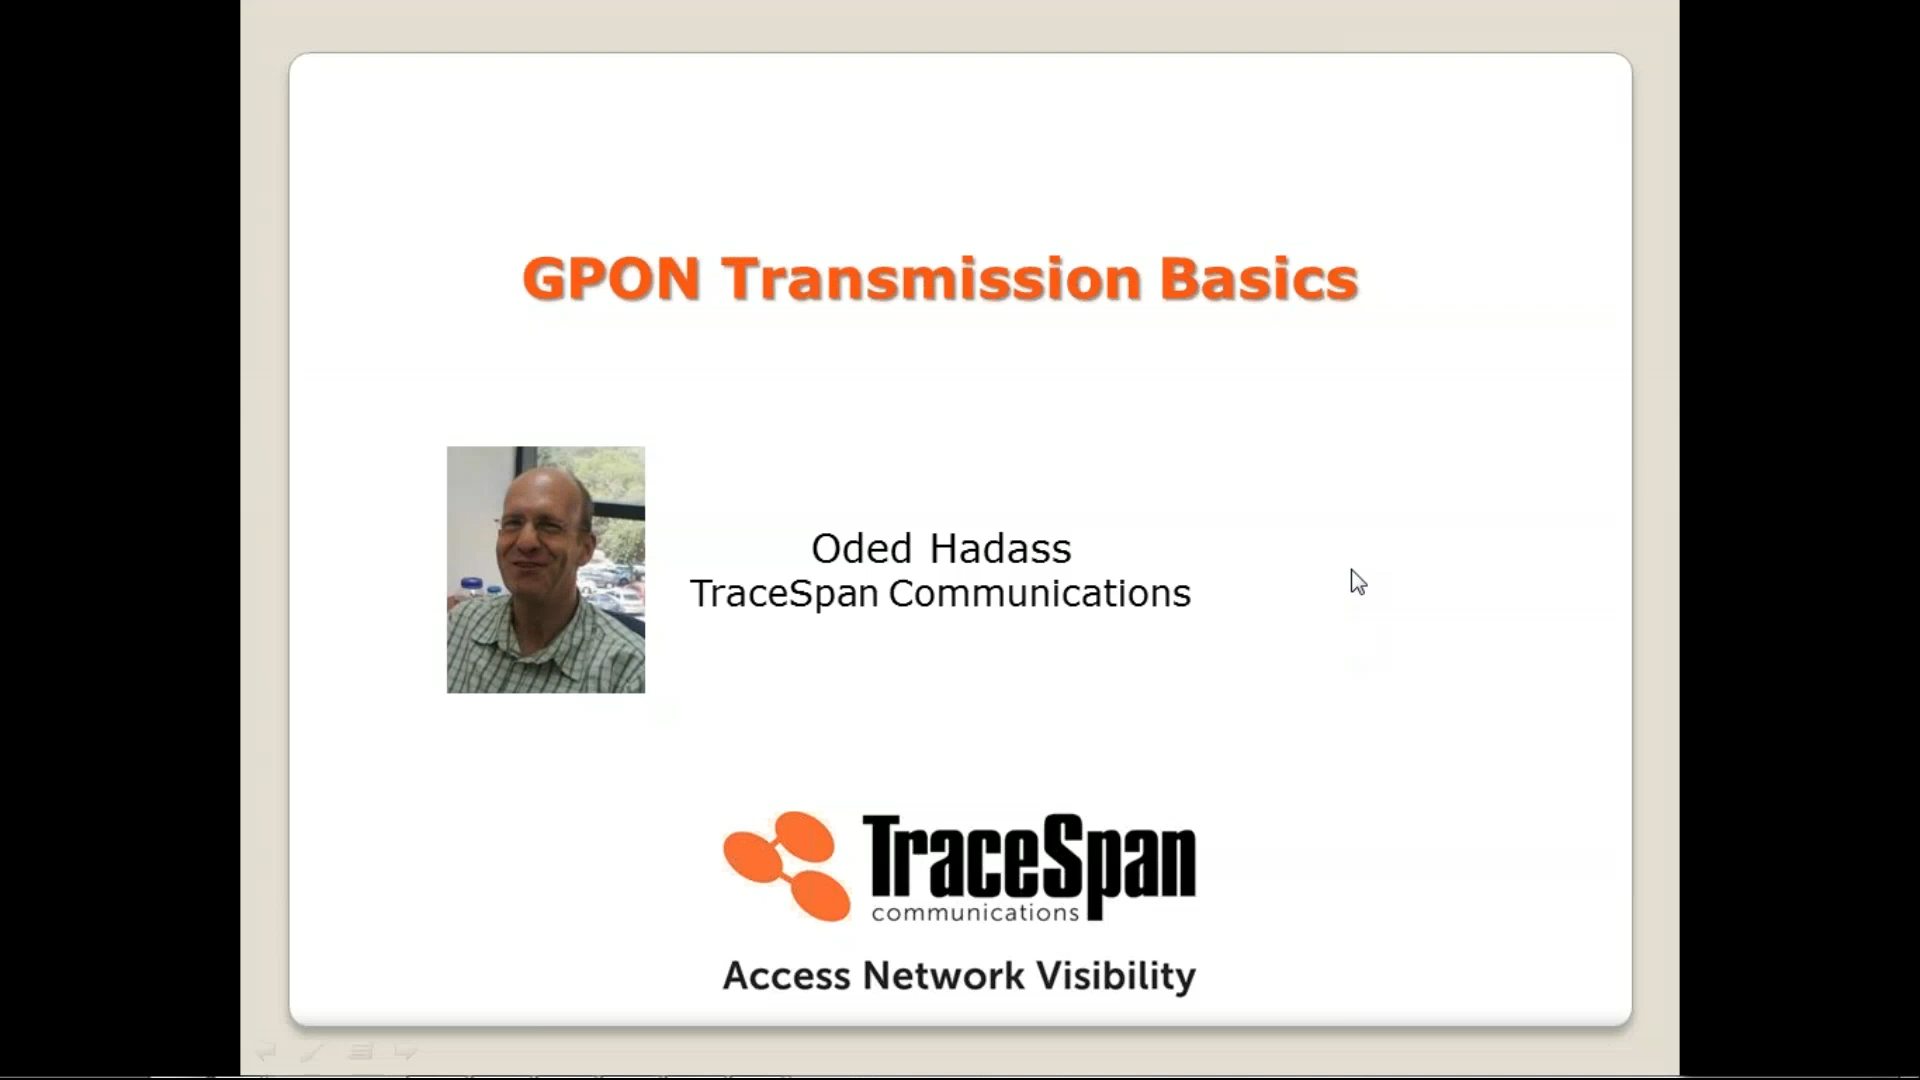 GPON Transmission Basics
Oded Hadass
TraceSpan Communications
TraceSpan
communications
Access Network Visibility